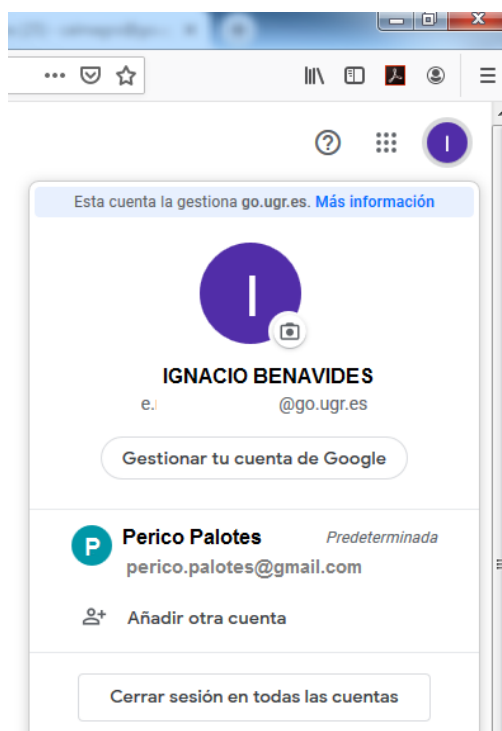 I
Esta cuenta la gestiona go.ugr.es. Más información
I
IGNACIO BENAVIDES
e. @go.ugr.es
Gestionar tu cuenta de Google
P
Perico Palotes Predeterminada
perico.palotes@gmail.com
Añadir otra cuenta
Cerrar sesión en todas las cuentas